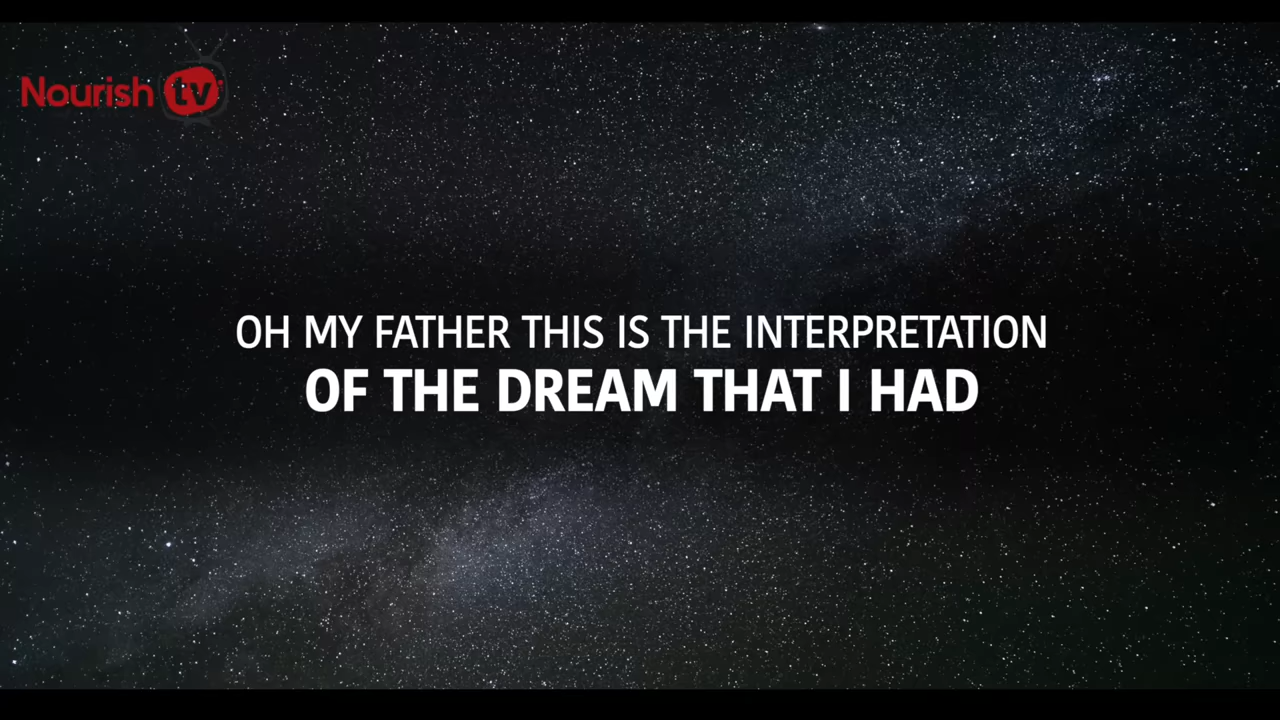 Nourish tv
OH MY FATHER THIS IS THE INTERPRETATION
OF THE DREAM THAT I HAD